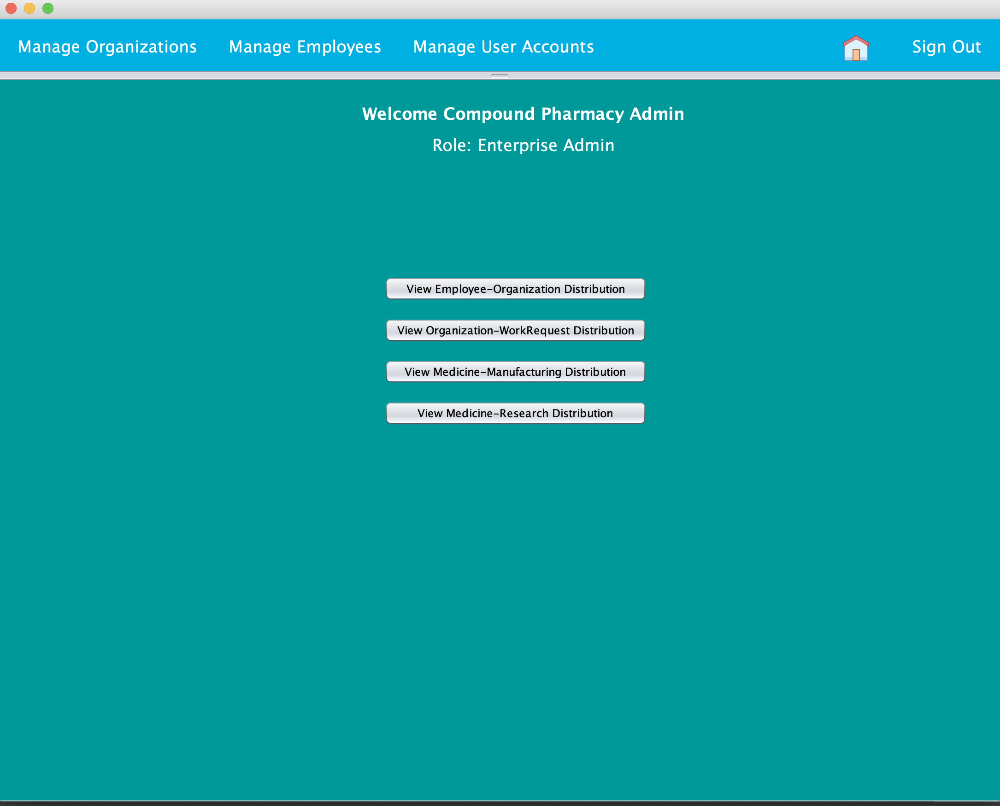 Manage Organizations Manage Employees Manage User Accounts Sign Out
Welcome Compound Pharmacy Admin
Role: Enterprise Admin
View Employee-Organization Distribution
View Organization-WorkRequest Distribution
View Medicine-Manufacturing Distribution
View Medicine-Research Distribution